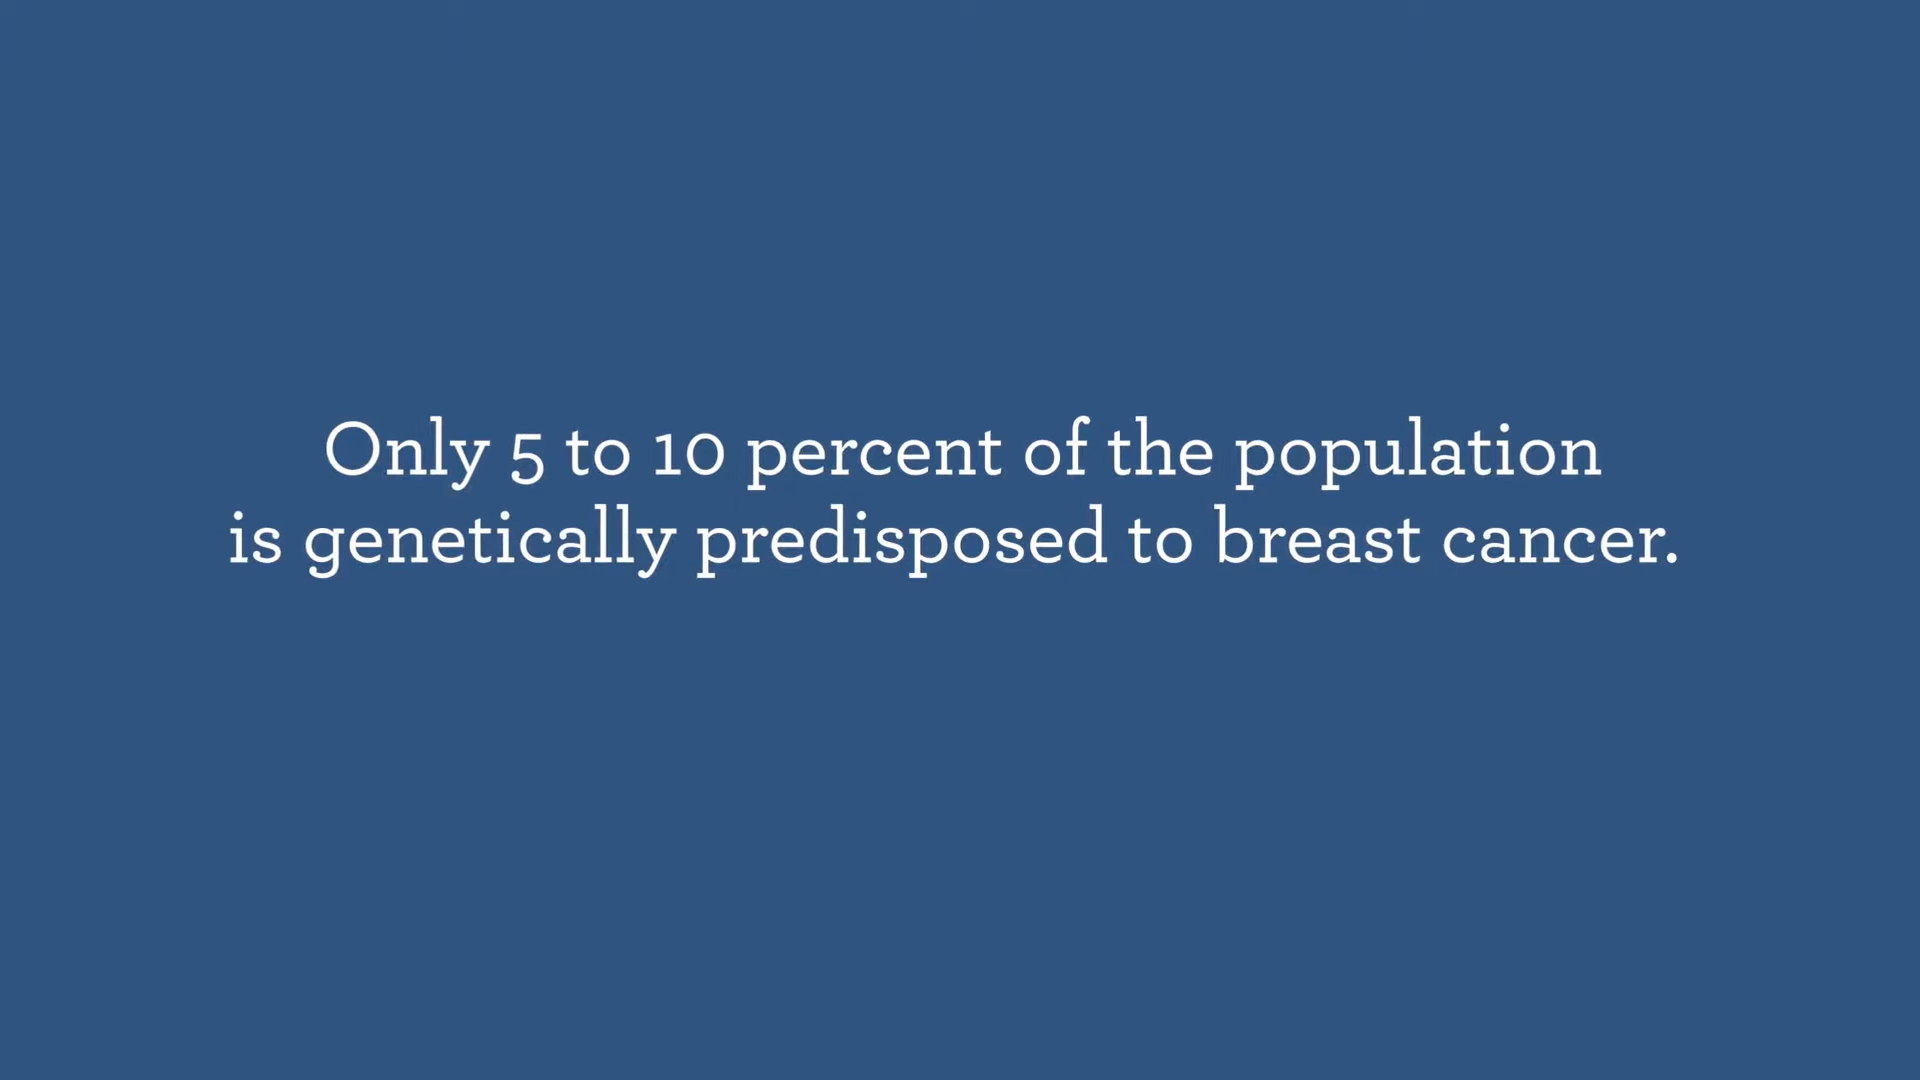 Only 5 to 10 percent of the population
is genetically predisposed to breast cancer.